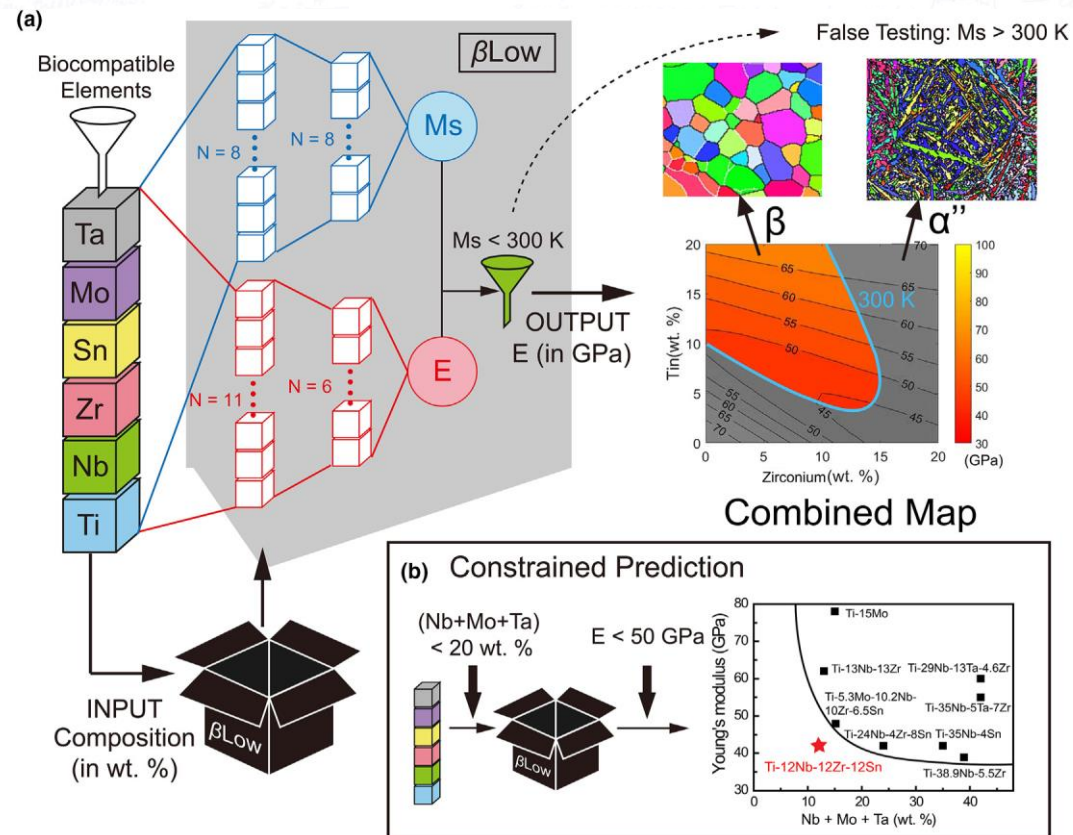 (a)
Biocompatible
Elements
Ta
Mo
Sn
Zr
Nb
Ti
N = 8
N = 8
N = 11
N = 6
βLow
Ms
E
Ms < 300 K
OUTPUT
E (in GPa)
False Testing: Ms > 300 K
β
α’’
20
15
10
5
0
Tin(wt. %)
65
60
55
50
55
60
70
45
70
65
60
55
50
45
50
300 K
0
5
10
15
20
Zirconium(wt. %)
100
90
80
70
60
50
40
30
(GPa)
Combined Map
INPUT
Composition
(in wt. %)
βLow
(b) Constrained Prediction
(Nb+Mo+Ta)
< 20 wt. %
E < 50 GPa
βLow
80
70
60
50
40
30
Young's modulus (GPa)
Ti-15Mo
Ti-13Nb-13Zr
Ti-29Nb-13Ta-4.6Zr
Ti-5.3Mo-10.2Nb-
10Zr-6.5Sn
Ti-35Nb-5Ta-7Zr
Ti-24Nb-4Zr-8Sn
Ti-35Nb-4Sn
Ti-12Nb-12Zr-12Sn
Ti-38.9Nb-5.5Zr
0
10
20
30
40
Nb + Mo + Ta (wt. %)